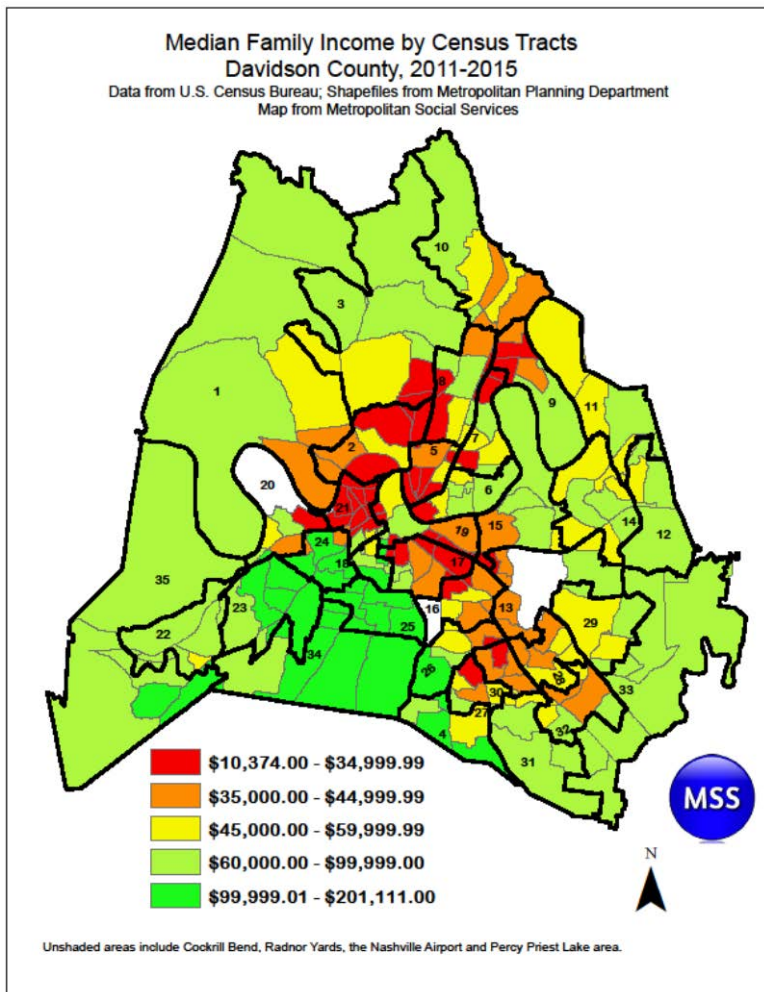 Median Family Income by Census Tracts
Davidson County, 2011-2015
Data from U.S. Census Bureau; Shapefiles from Metropolitan Planning Department
Map from Metropolitan Social Services
10
3
1
8
9
11
2
5
7
20
6
21
14
12
19
15
24
18
17
35
16
13
23
25
29
22
34
26
28
33
30
27
4
32
31
$10,374.00 - $34,999.99
$35,000.00 - $44,999.99
$45,000.00 - $59,999.99
$60,000.00 - $99,999.00
$99,999.01 - $201,111.00
MSS
N
Unshaded areas include Cockrill Bend, Radnor Yards, the Nashville Airport and Percy Priest Lake area.